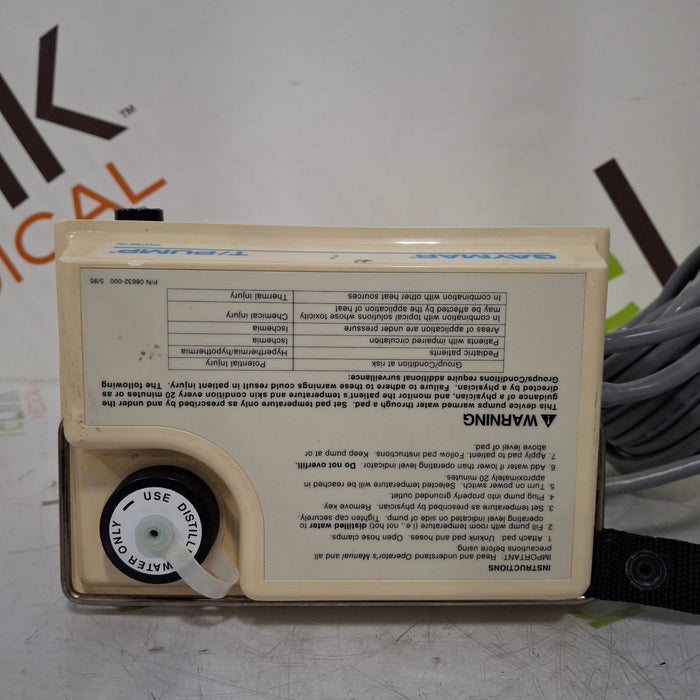 INSTRUCTIONS
IMPORTANT: Read and understand Operator's Manual and all
precautions before using.
1. Attach pad. Unkink pad and hoses. Open hose clamps.
2. Fill pump with room temperature (i.e., not hot) distilled water to
operating level indicated on side of pump. Tighten cap securely
3. Set temperature as prescribed by physician. Remove key.
4. Plug pump into properly grounded outlet.
5. Turn on power switch. Selected temperature will be reached in
approximately 20 minutes.
6. Add water if lower than operating level indicator. Do not overfill.
7. Apply pad to patient. Follow pad instructions. Keep pump at or
above level of pad.
WARNING
This device pumps warmed water through a pad. Set pad temperature only as prescribed by and under the
guidance of a physician, and monitor the patient's temperature and skin condition every 20 minutes or as
directed by a physician. Failure to adhere to these warnings could result in patient injury. The following
Groups/Conditions require additional surveillance:
Group/Condition at risk Potential Injury
Pediatric patients Hyperthermia/hypothermia
Patients with impaired circulation Ischemia
Areas of application are under pressure Ischemia
In combination with topical solutions whose toxicity
may be affected by the application of heat Chemical injury
In combination with other heat sources Thermal injury
P/N 08632-000 5/95
GAYMAR T/PUMP
USE DISTILLED
WATER ONLY
TM